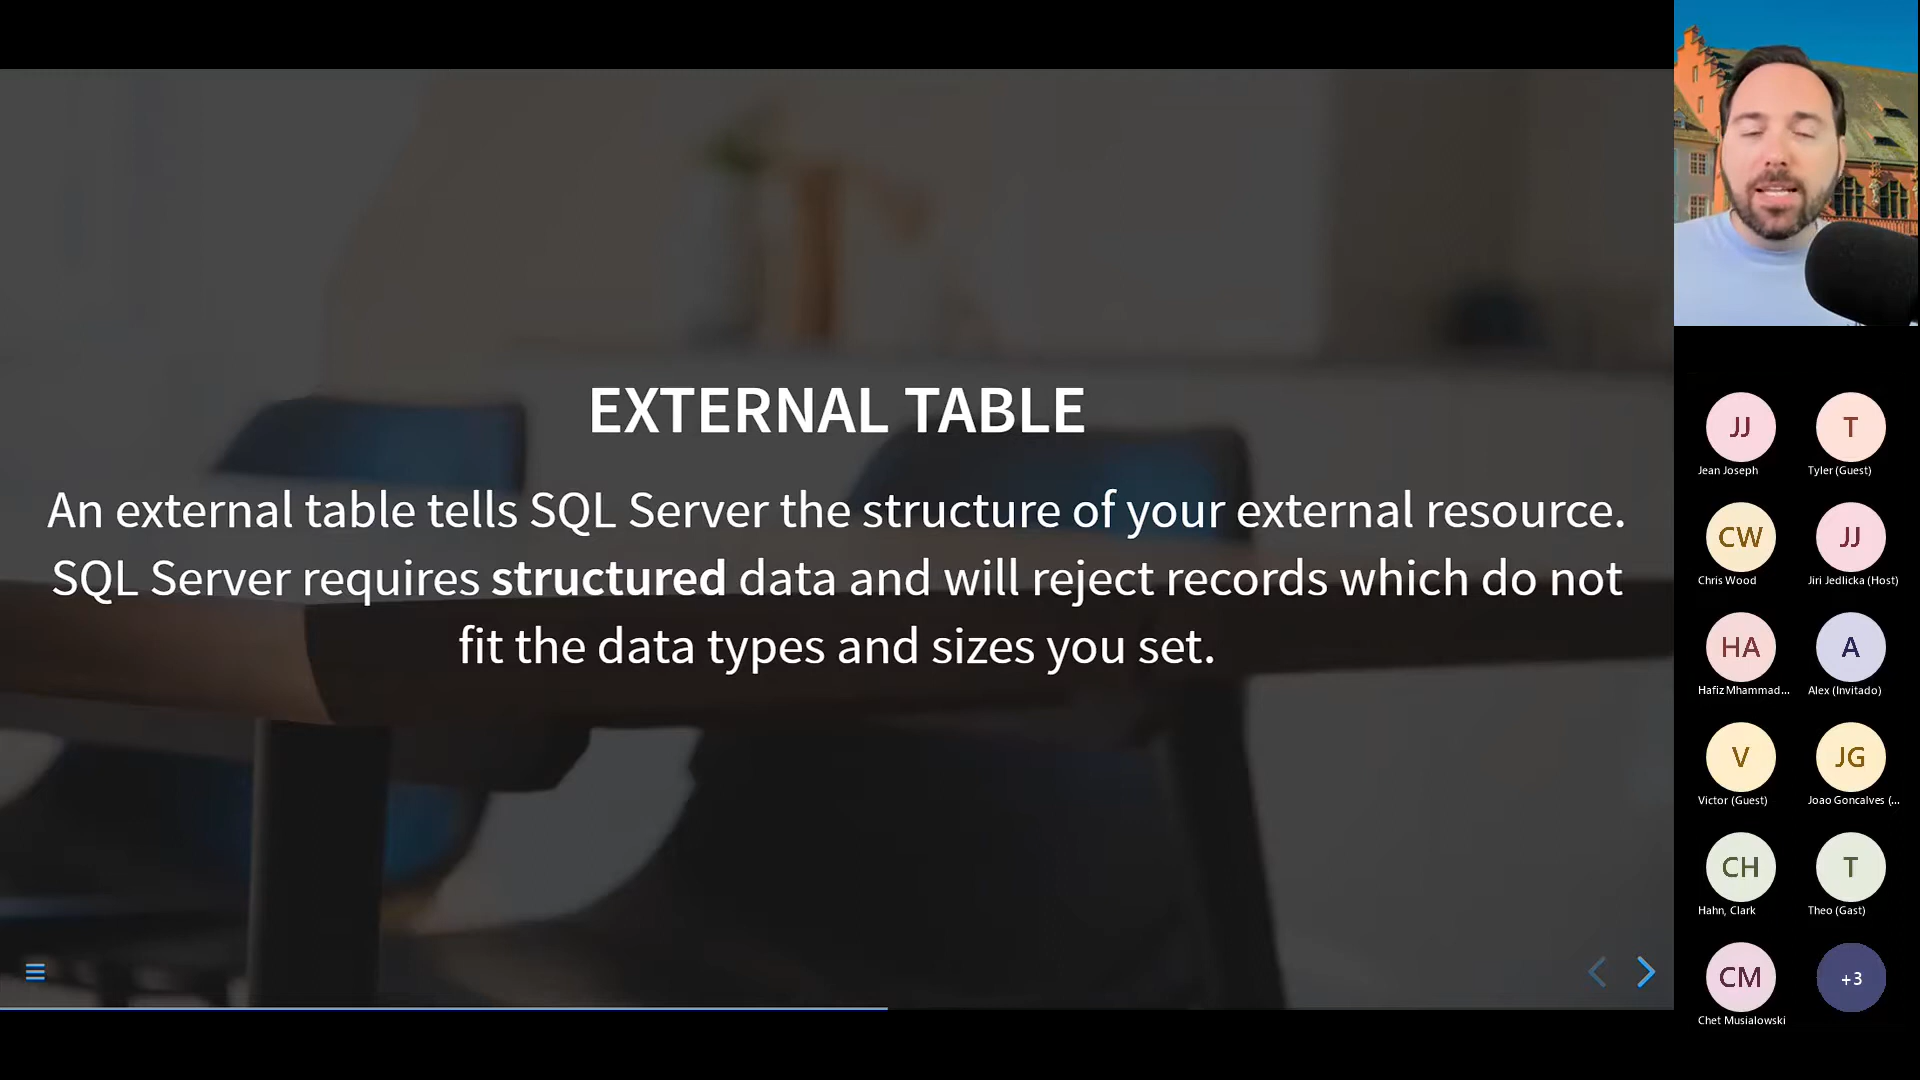 EXTERNAL TABLE
An external table tells SQL Server the structure of your external resource.
SQL Server requires structured data and will reject records which do not
fit the data types and sizes you set.
JJ
Jean Joseph
T
Tyler (Guest)
CW
Chris Wood
JJ
Jiri Jedlicka (Host)
HA
Hafiz Mhammad...
A
Alex (Invitado)
V
Victor (Guest)
JG
Joao Goncalves (...
CH
Hahn, Clark
T
Theo (Gast)
CM
Chet Musialowski
+3